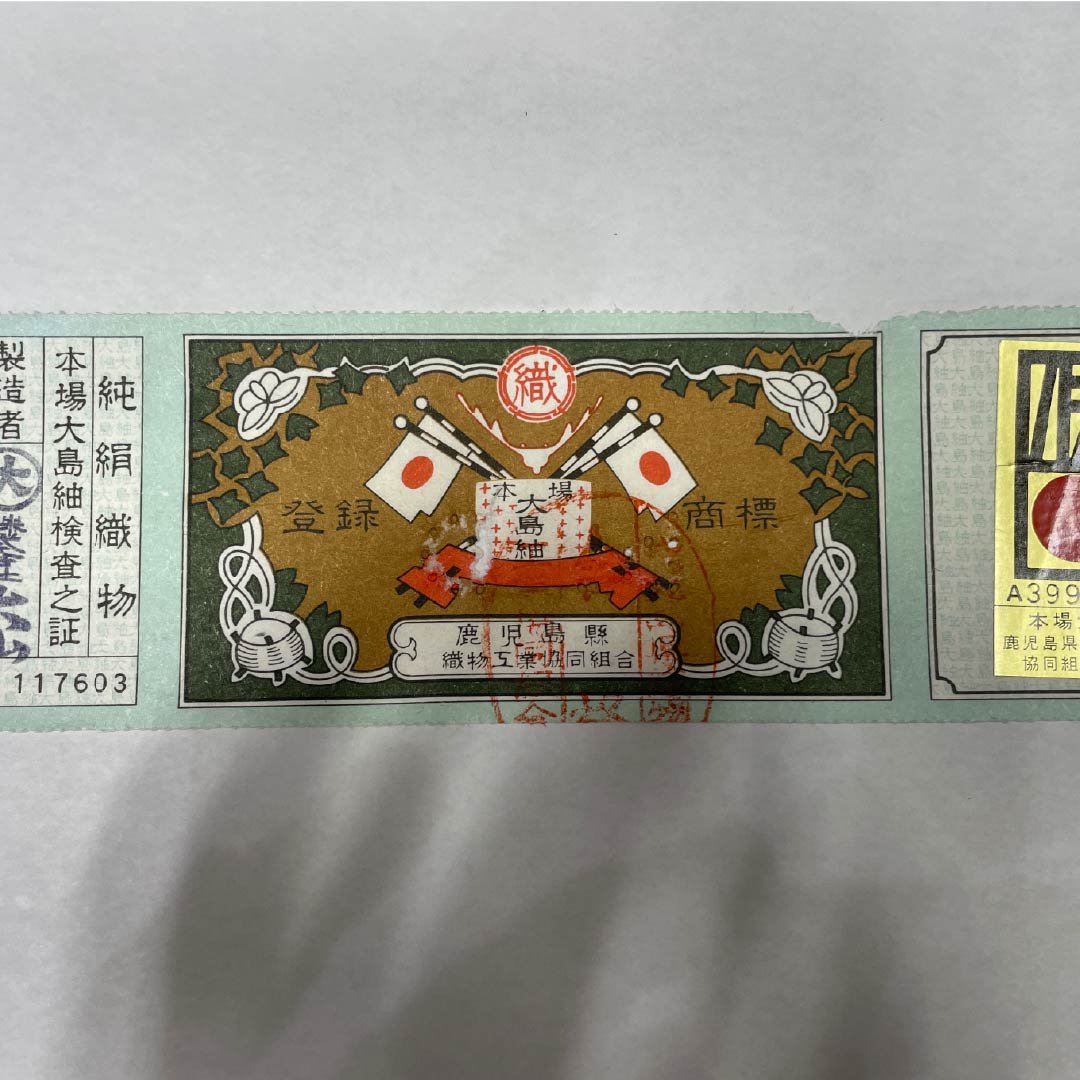 純絹織物
本場大島紬検査之証
製造者
大
117603
織
登録
商標
本場
大島紬
鹿児島縣
織物工業協同組合
A399
本場
鹿児島県
協同組